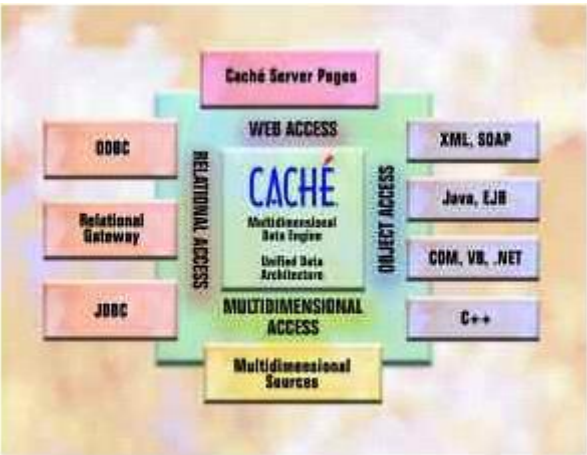 Caché Server Pages
WEB ACCESS
ODBC
Relational
Gateway
JDBC
RELATIONAL ACCESS
CACHÉ
Multidimensional
Data Engine
Unified Data
Architecture
OBJECT ACCESS
XML, SOAP
Java, EJB
COM, VB, .NET
C++
MULTIDIMENSIONAL
ACCESS
Multidimensional
Sources